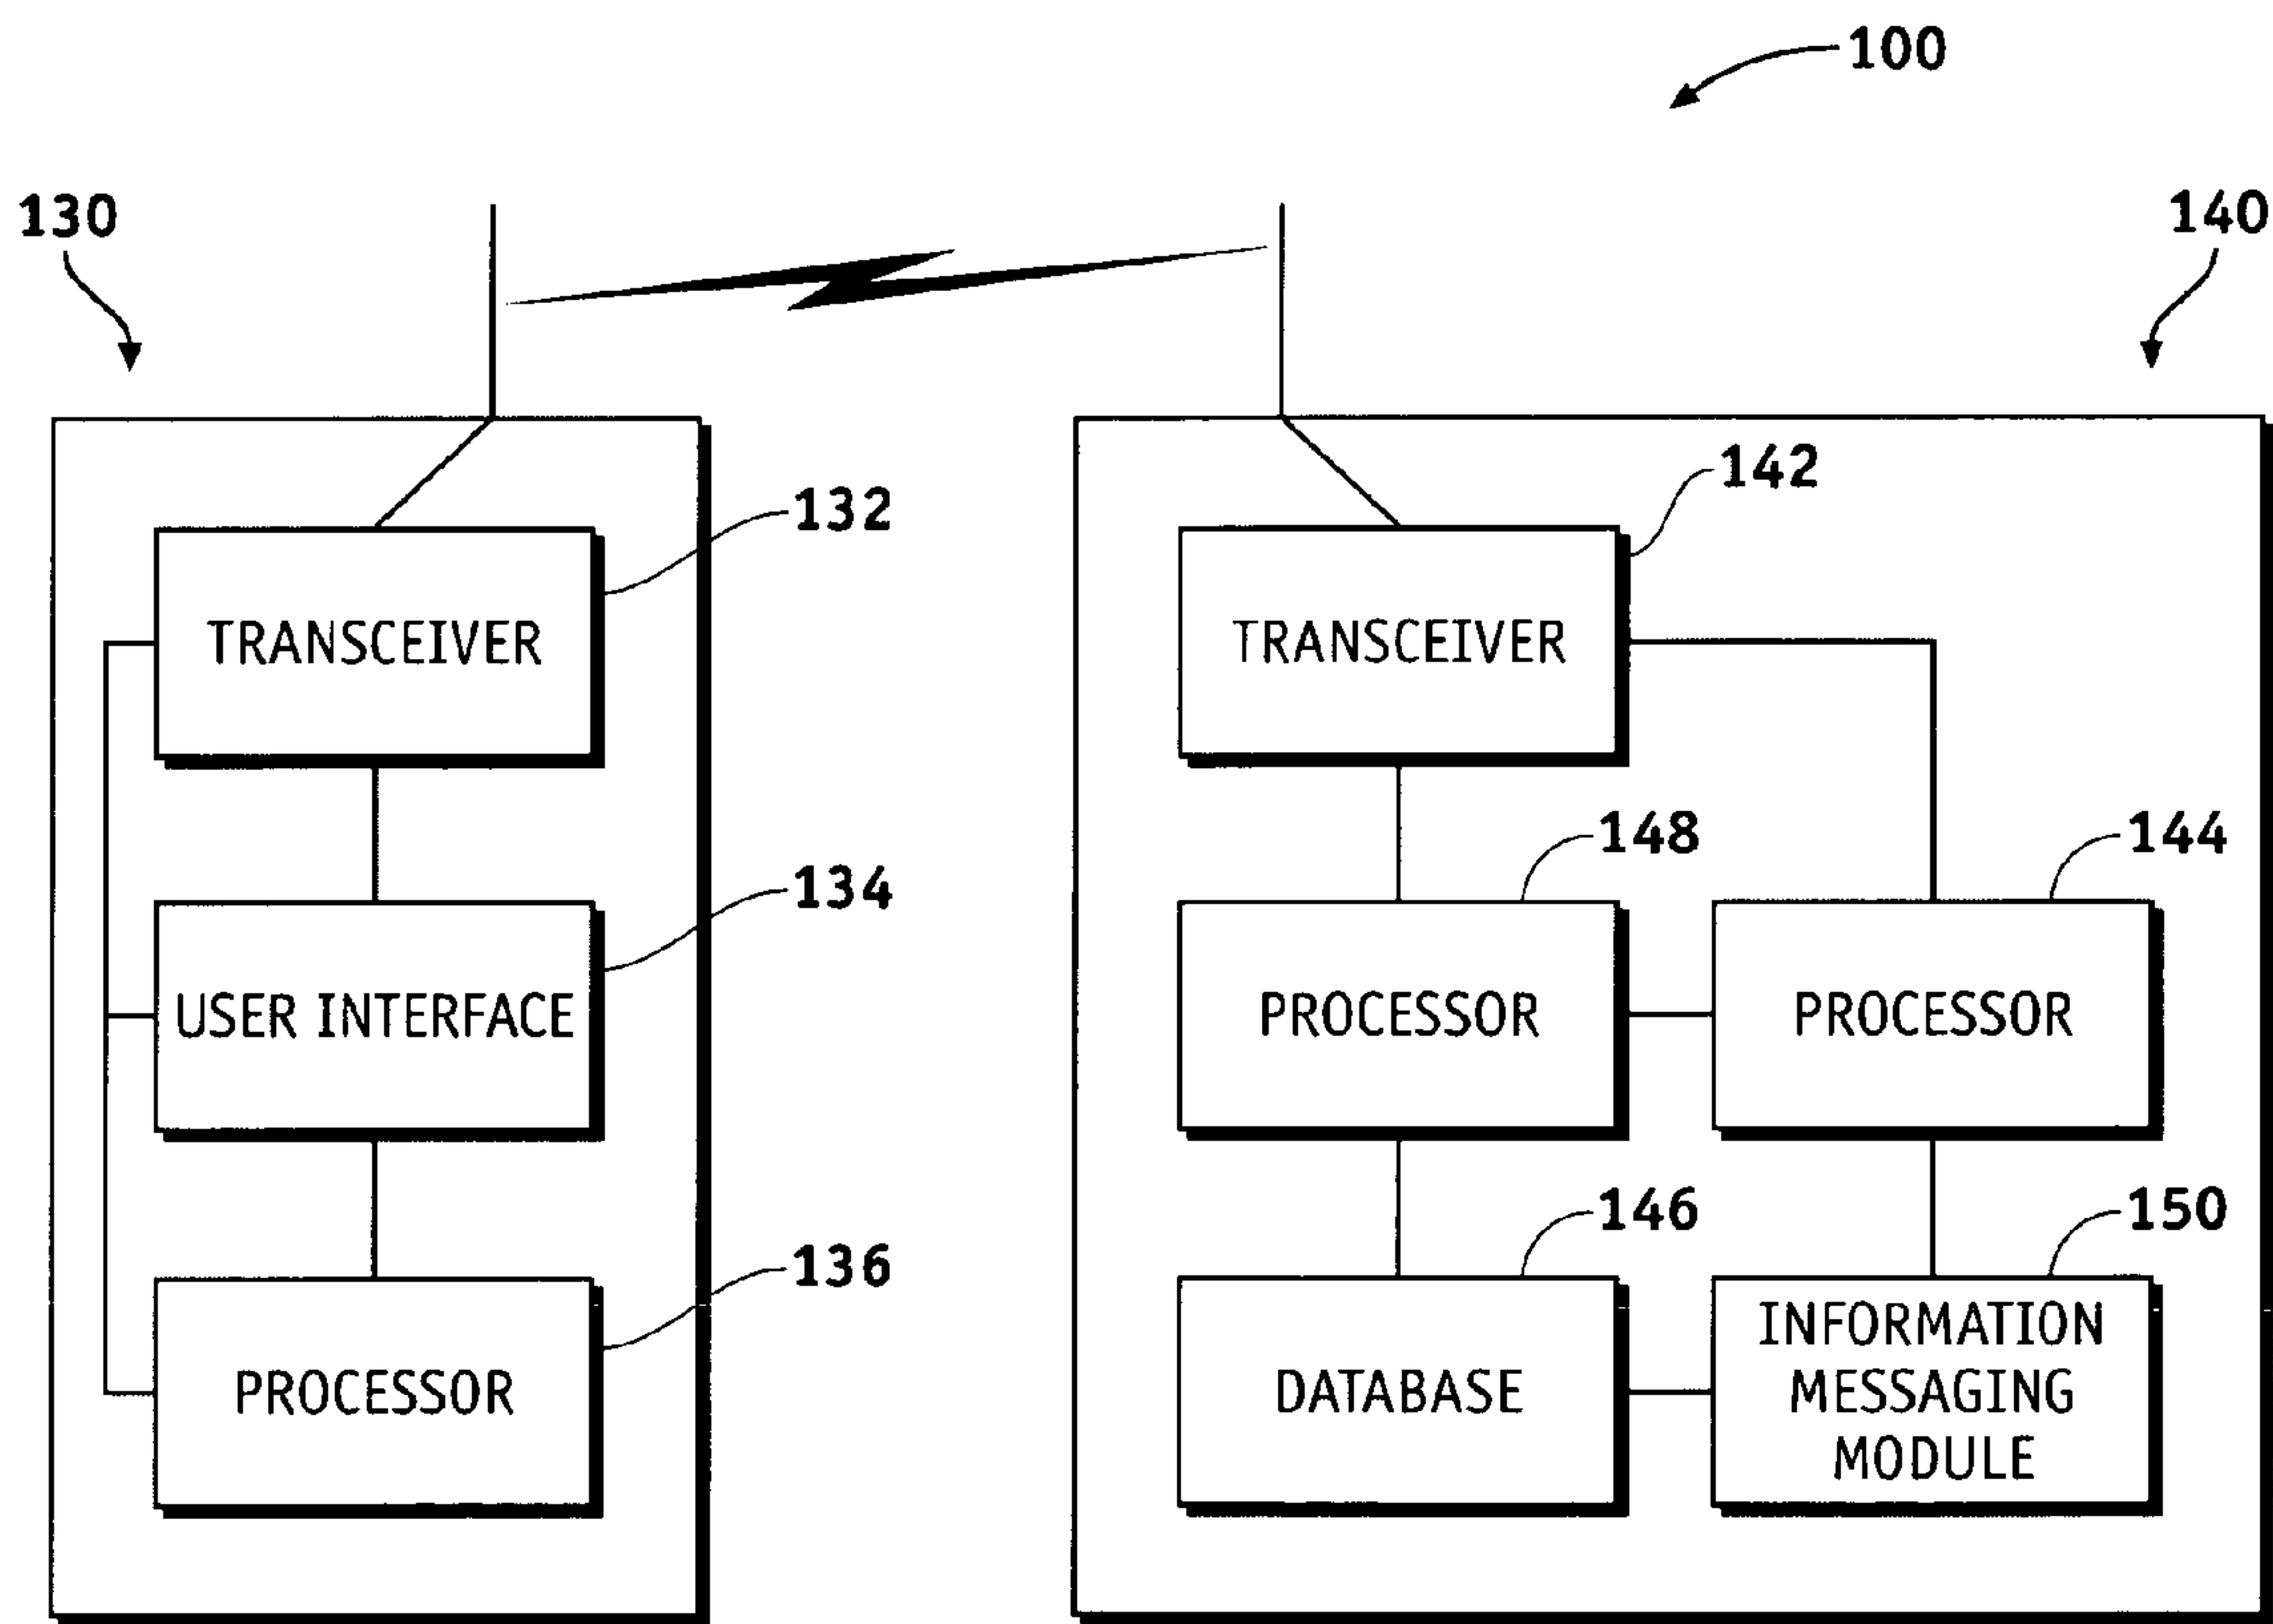 100
130
140
142
132
TRANSCEIVER
TRANSCEIVER
148
144
134
USER INTERFACE
PROCESSOR
PROCESSOR
146
150
136
PROCESSOR
DATABASE
INFORMATION
MESSAGING
MODULE